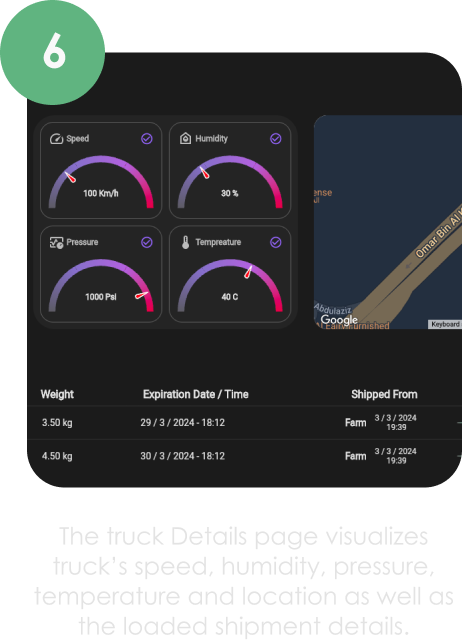 6
Speed
Humidity
100 Km/h
30 %
Pressure
Tempreature
1000 Psi
40 C
ense
Omar Bin Al K
Abdulaziz
Google
Keyboard
Weight Expiration Date / Time Shipped From
3.50 kg 29 / 3 / 2024 - 18:12 Farm 3 / 3 / 2024
19:39
4.50 kg 30 / 3 / 2024 - 18:12 Farm 3 / 3 / 2024
19:39
The truck Details page visualizes
truck's speed, humidity, pressure,
temperature and location as well as
the loaded shipment details.